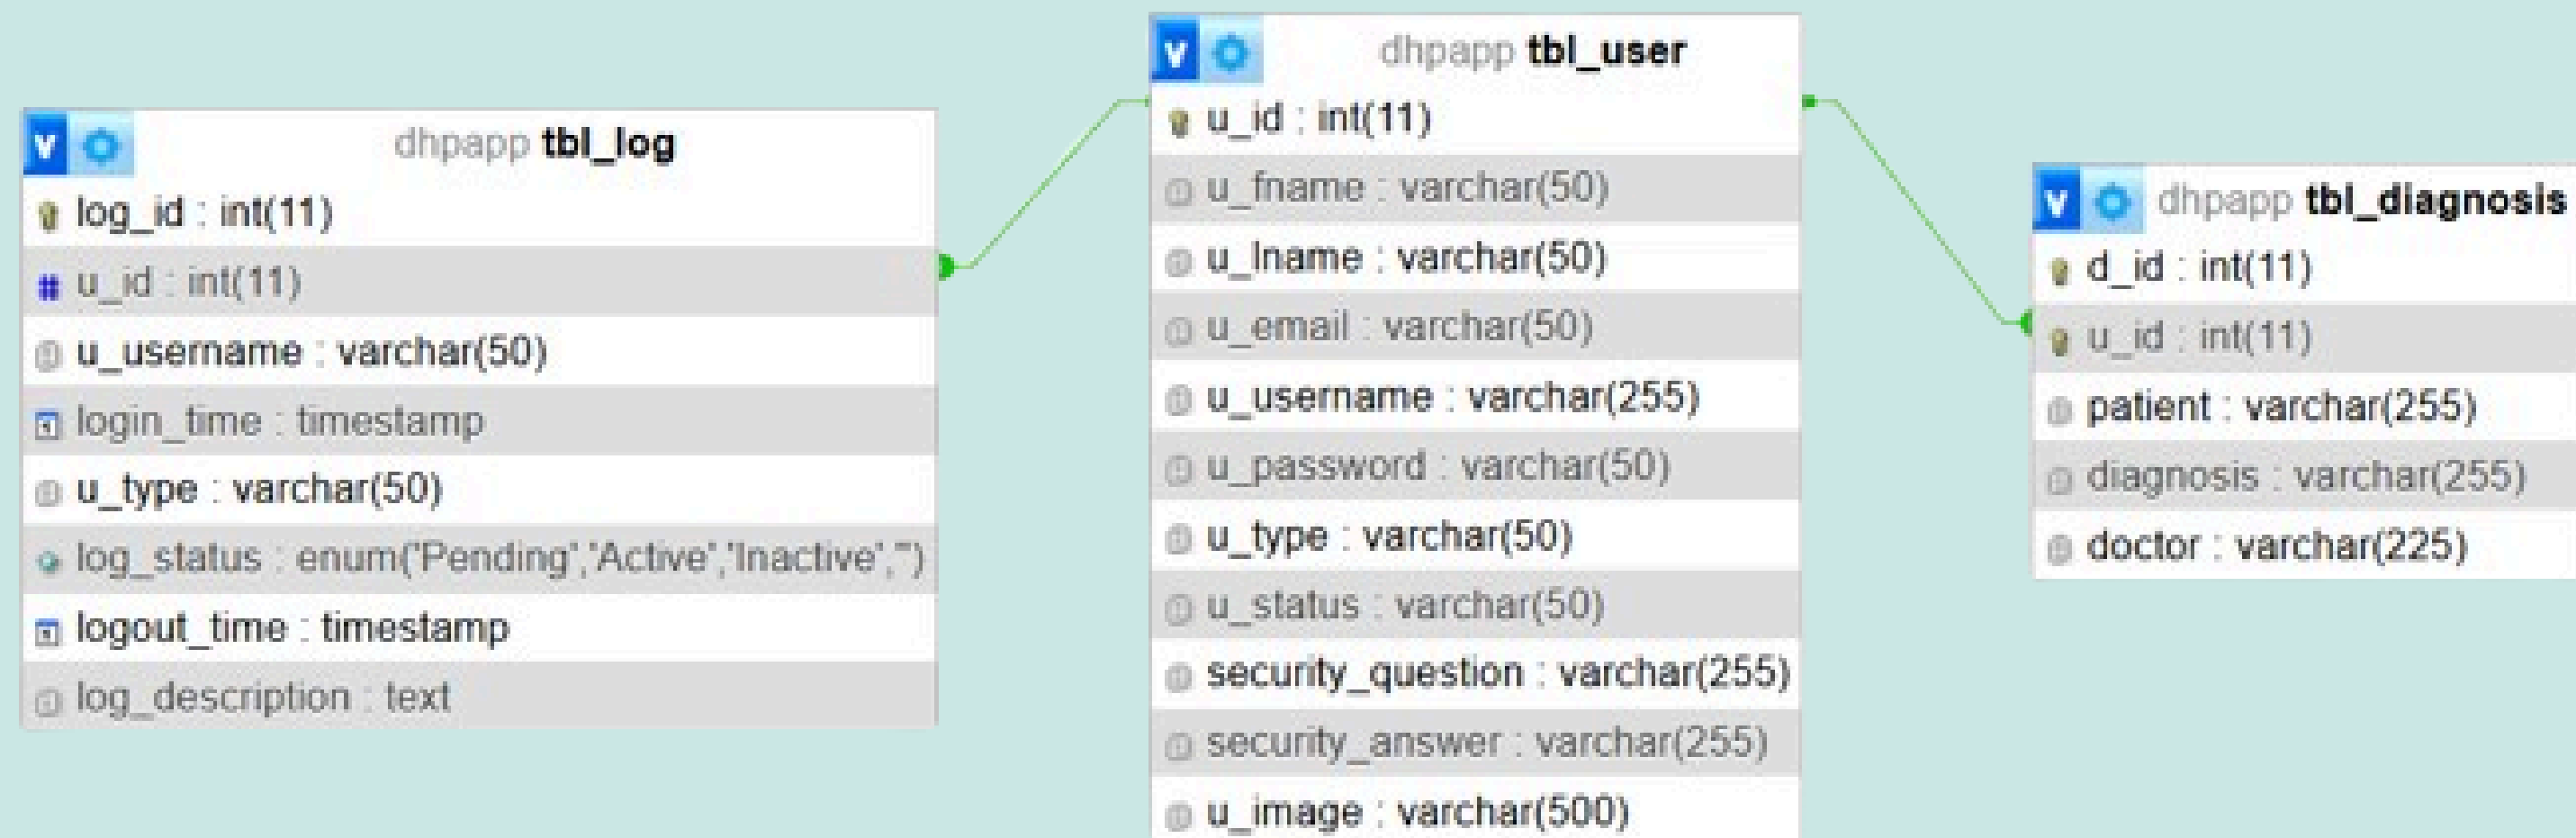 dhpapp tbl_log
log_id : int(11)
u_id : int(11)
u_username : varchar(50)
login_time : timestamp
u_type : varchar(50)
log_status : enum('Pending','Active','Inactive','')
logout_time : timestamp
log_description : text
dhpapp tbl_user
u_id : int(11)
u_fname : varchar(50)
u_lname : varchar(50)
u_email : varchar(50)
u_username : varchar(255)
u_password : varchar(50)
u_type : varchar(50)
u_status : varchar(50)
security_question : varchar(255)
security_answer : varchar(255)
u_image : varchar(500)
dhpapp tbl_diagnosis
d_id : int(11)
u_id : int(11)
patient : varchar(255)
diagnosis : varchar(255)
doctor : varchar(225)